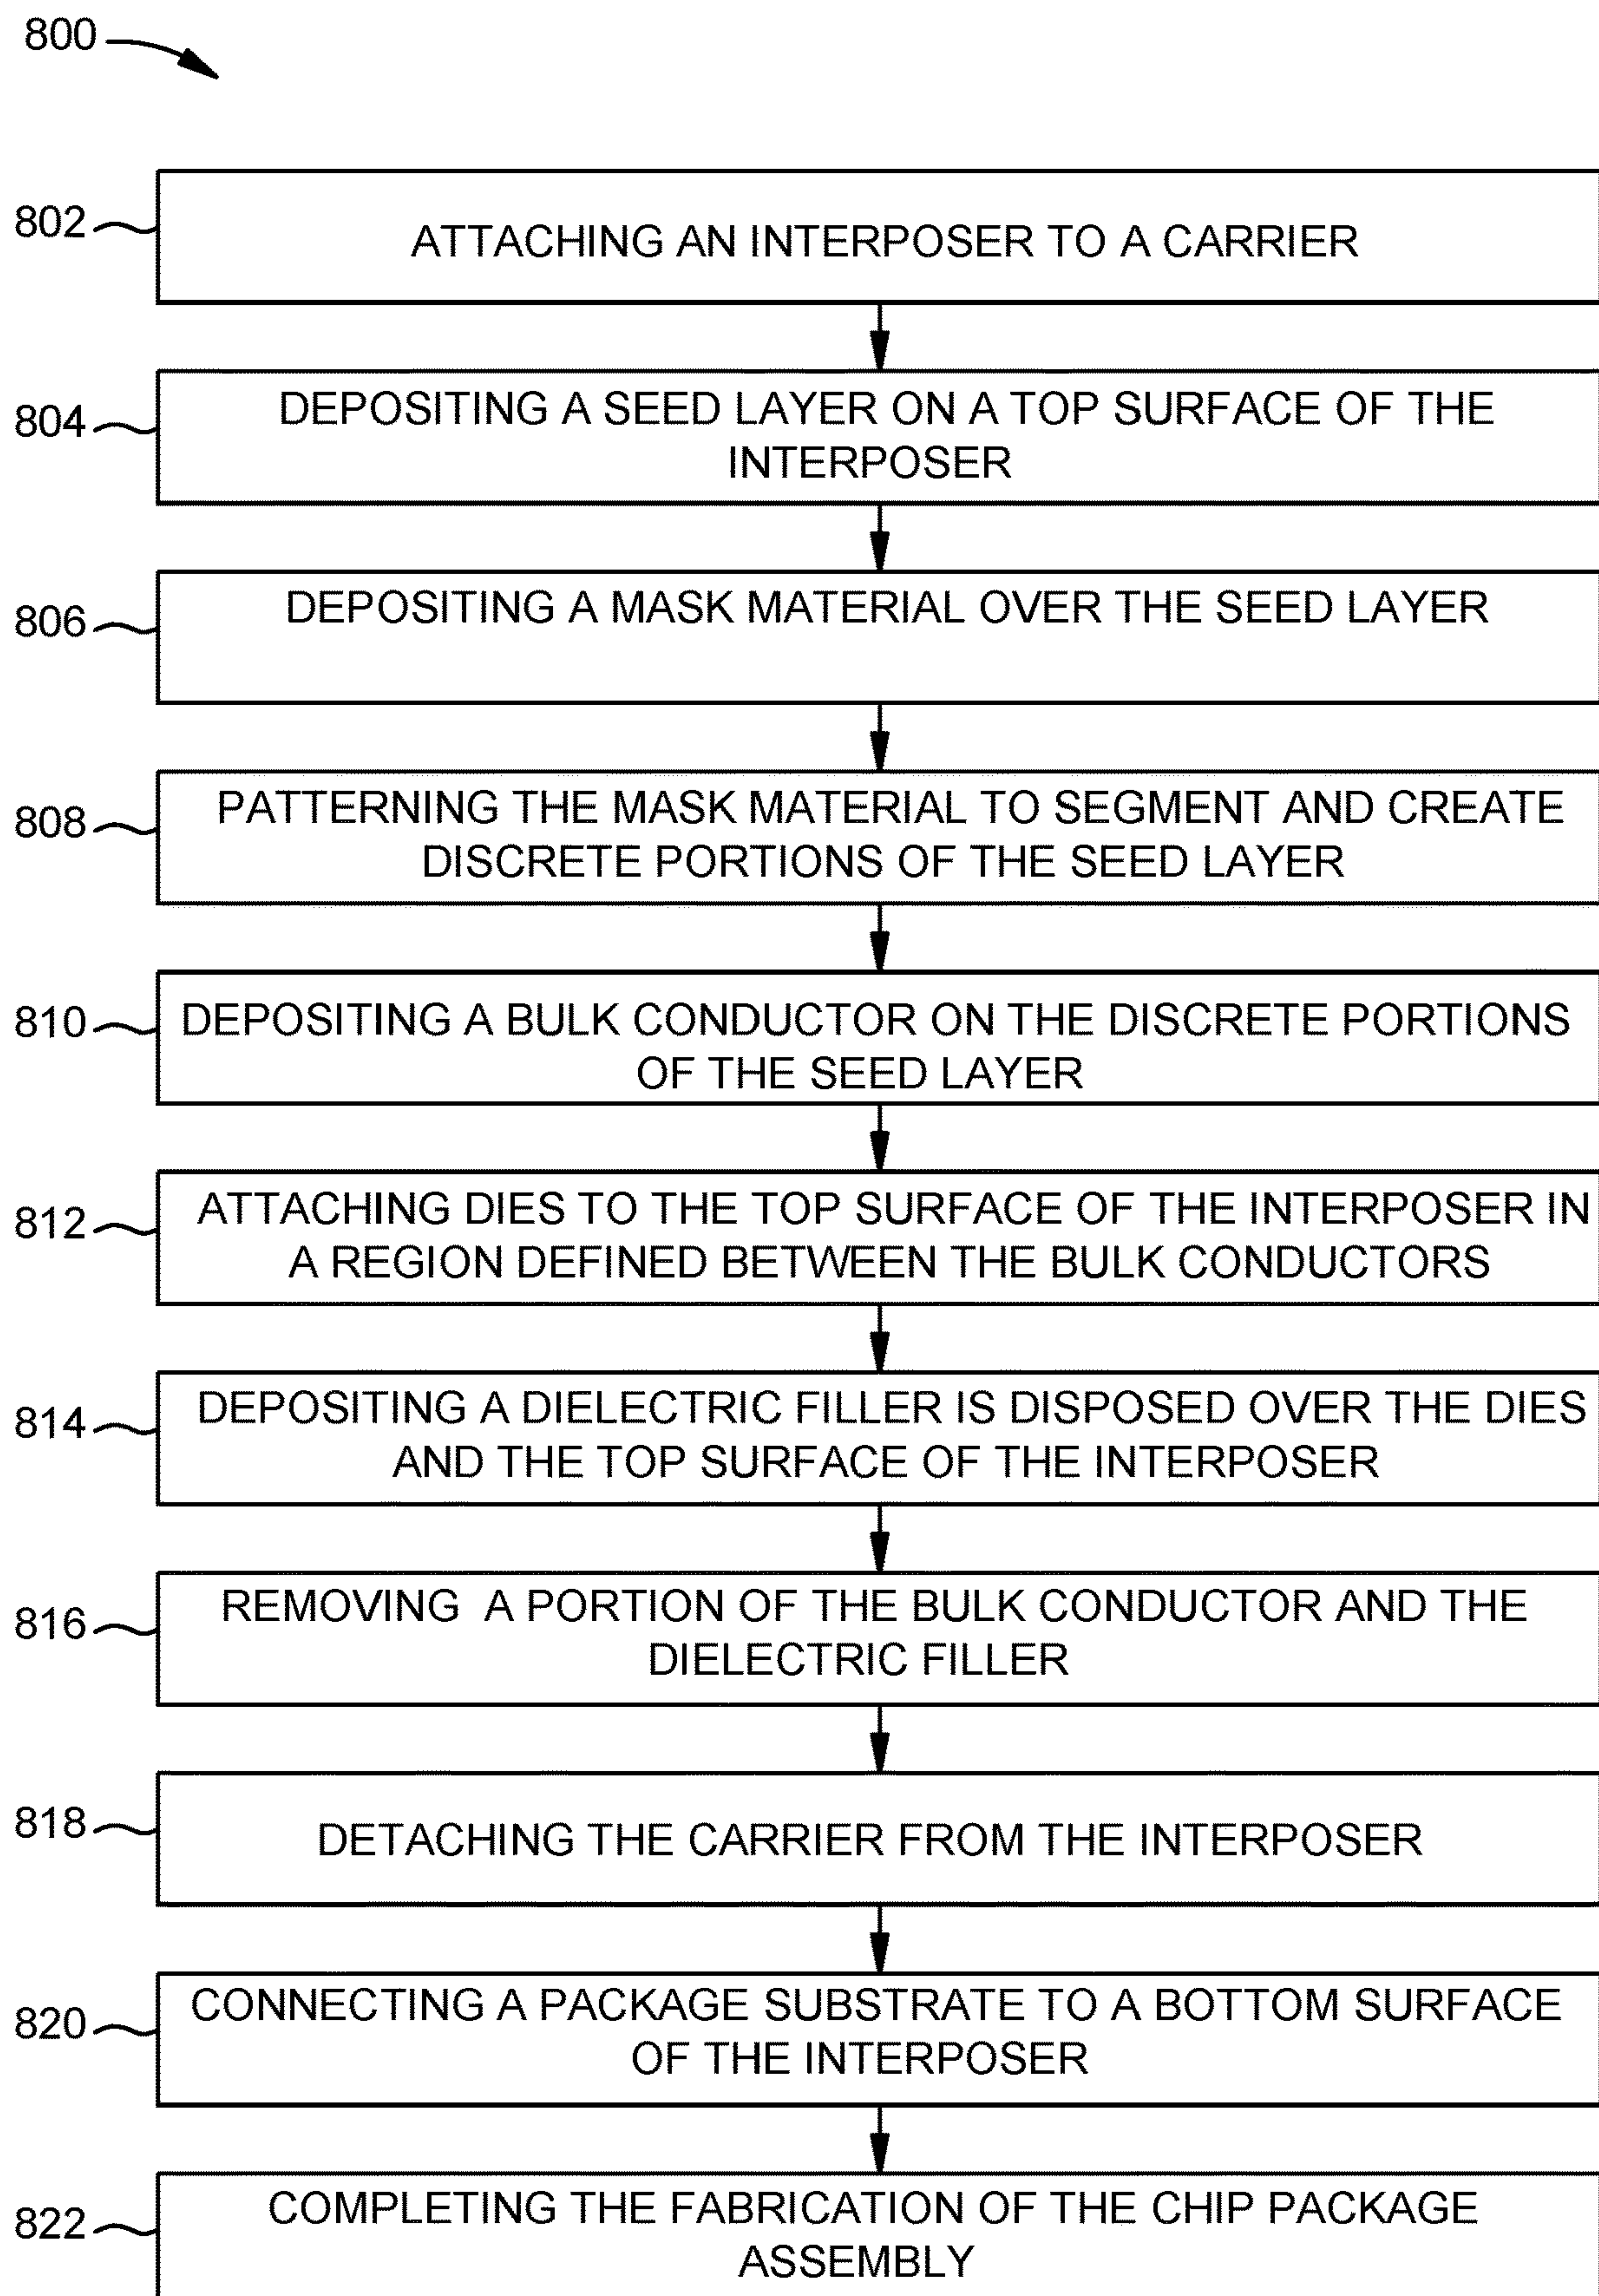 800
802
ATTACHING AN INTERPOSER TO A CARRIER
804
DEPOSITING A SEED LAYER ON A TOP SURFACE OF THE
INTERPOSER
806
DEPOSITING A MASK MATERIAL OVER THE SEED LAYER
808
PATTERNING THE MASK MATERIAL TO SEGMENT AND CREATE
DISCRETE PORTIONS OF THE SEED LAYER
810
DEPOSITING A BULK CONDUCTOR ON THE DISCRETE PORTIONS
OF THE SEED LAYER
812
ATTACHING DIES TO THE TOP SURFACE OF THE INTERPOSER IN
A REGION DEFINED BETWEEN THE BULK CONDUCTORS
814
DEPOSITING A DIELECTRIC FILLER IS DISPOSED OVER THE DIES
AND THE TOP SURFACE OF THE INTERPOSER
816
REMOVING A PORTION OF THE BULK CONDUCTOR AND THE
DIELECTRIC FILLER
818
DETACHING THE CARRIER FROM THE INTERPOSER
820
CONNECTING A PACKAGE SUBSTRATE TO A BOTTOM SURFACE
OF THE INTERPOSER
822
COMPLETING THE FABRICATION OF THE CHIP PACKAGE
ASSEMBLY